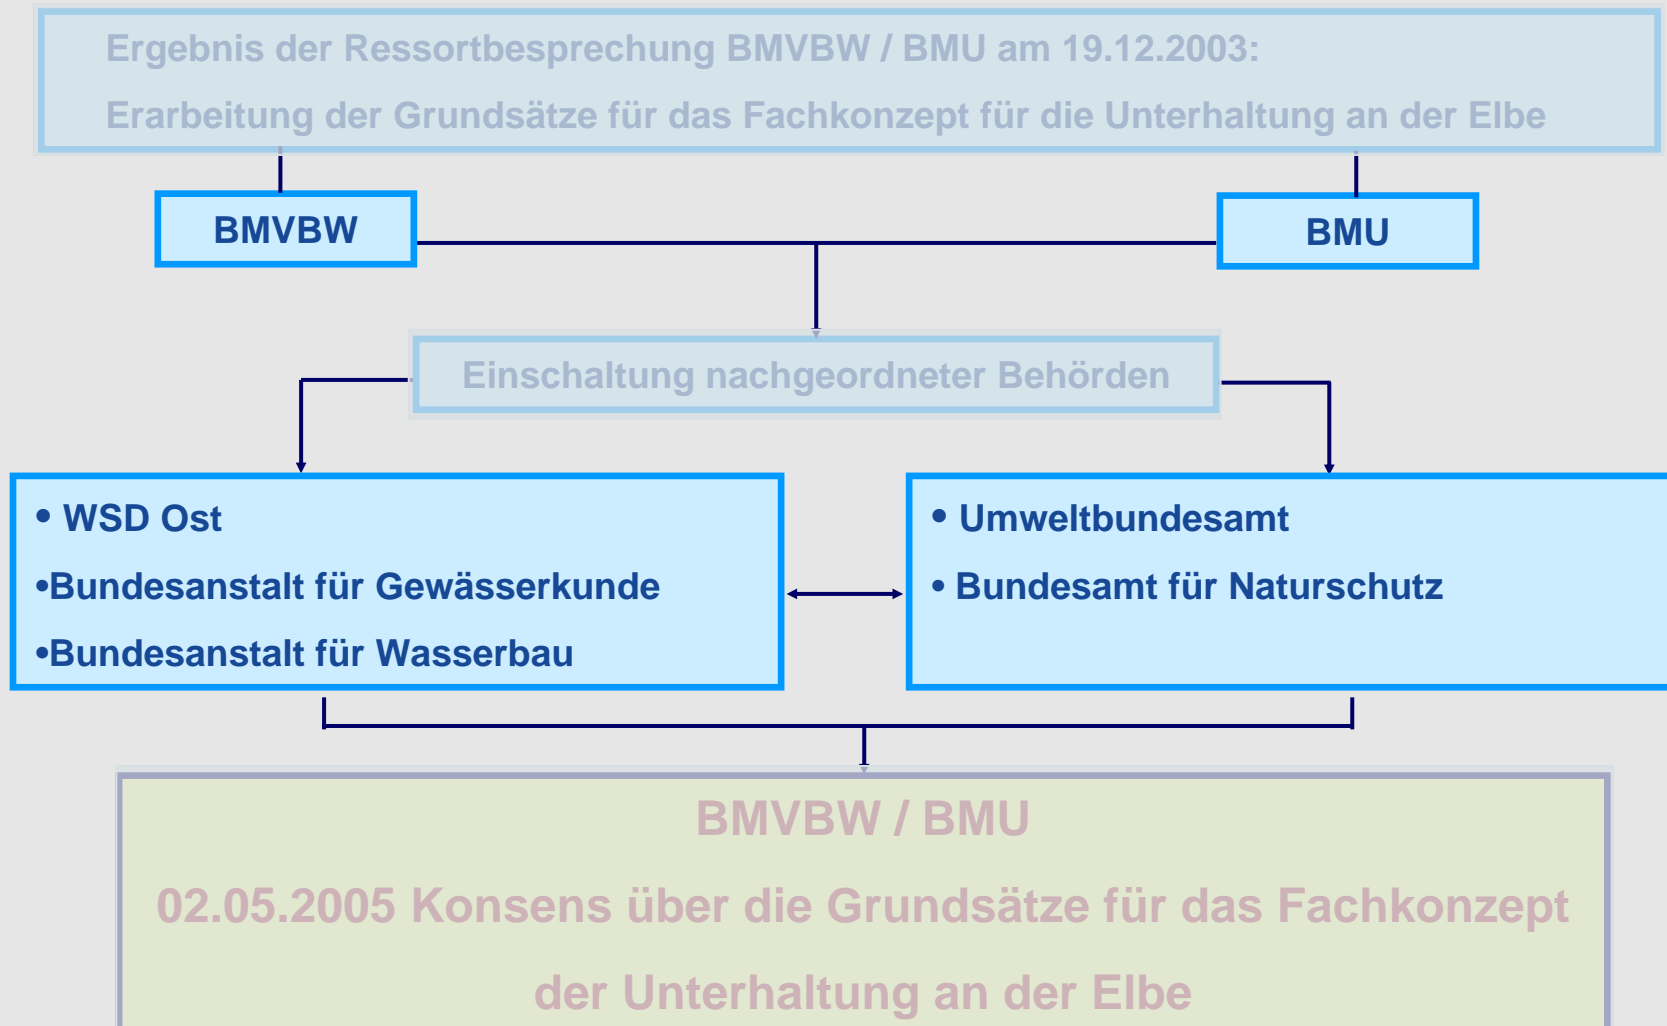 Ergebnis der Ressortbesprechung BMVBW / BMU am 19.12.2003:
Erarbeitung der Grundsätze für das Fachkonzept für die Unterhaltung an der Elbe
BMVBW
BMU
Einschaltung nachgeordneter Behörden
• WSD Ost
•Bundesanstalt für Gewässerkunde
•Bundesanstalt für Wasserbau
• Umweltbundesamt
• Bundesamt für Naturschutz
BMVBW / BMU
02.05.2005 Konsens über die Grundsätze für das Fachkonzept
der Unterhaltung an der Elbe